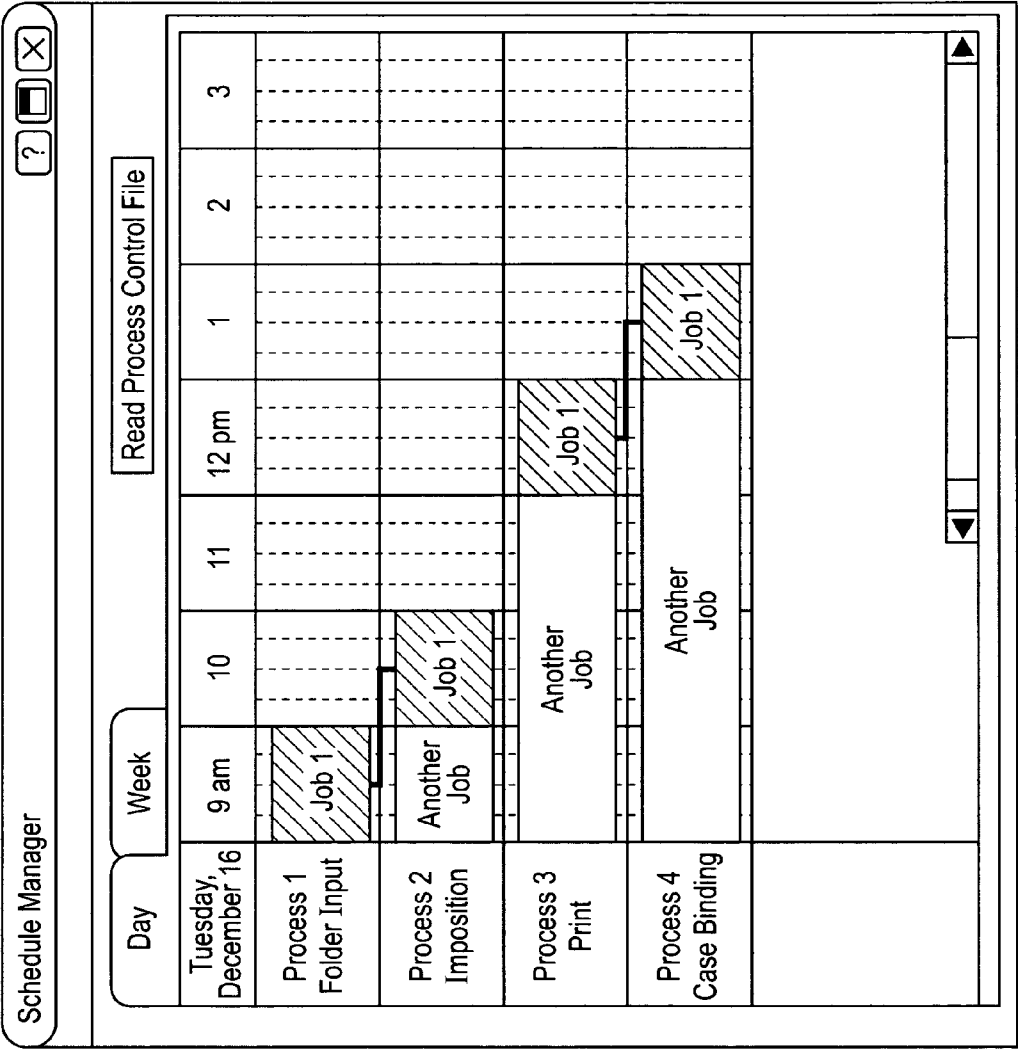 Schedule Manager
?
Read Process Control File
Day
Week
Tuesday,
December 16
9 am
10
11
12 pm
1
2
3
Process 1
Folder Input
Job 1
Process 2
Imposition
Another
Job
Job 1
Process 3
Print
Another
Job
Job 1
Process 4
Case Binding
Another
Job
Job 1